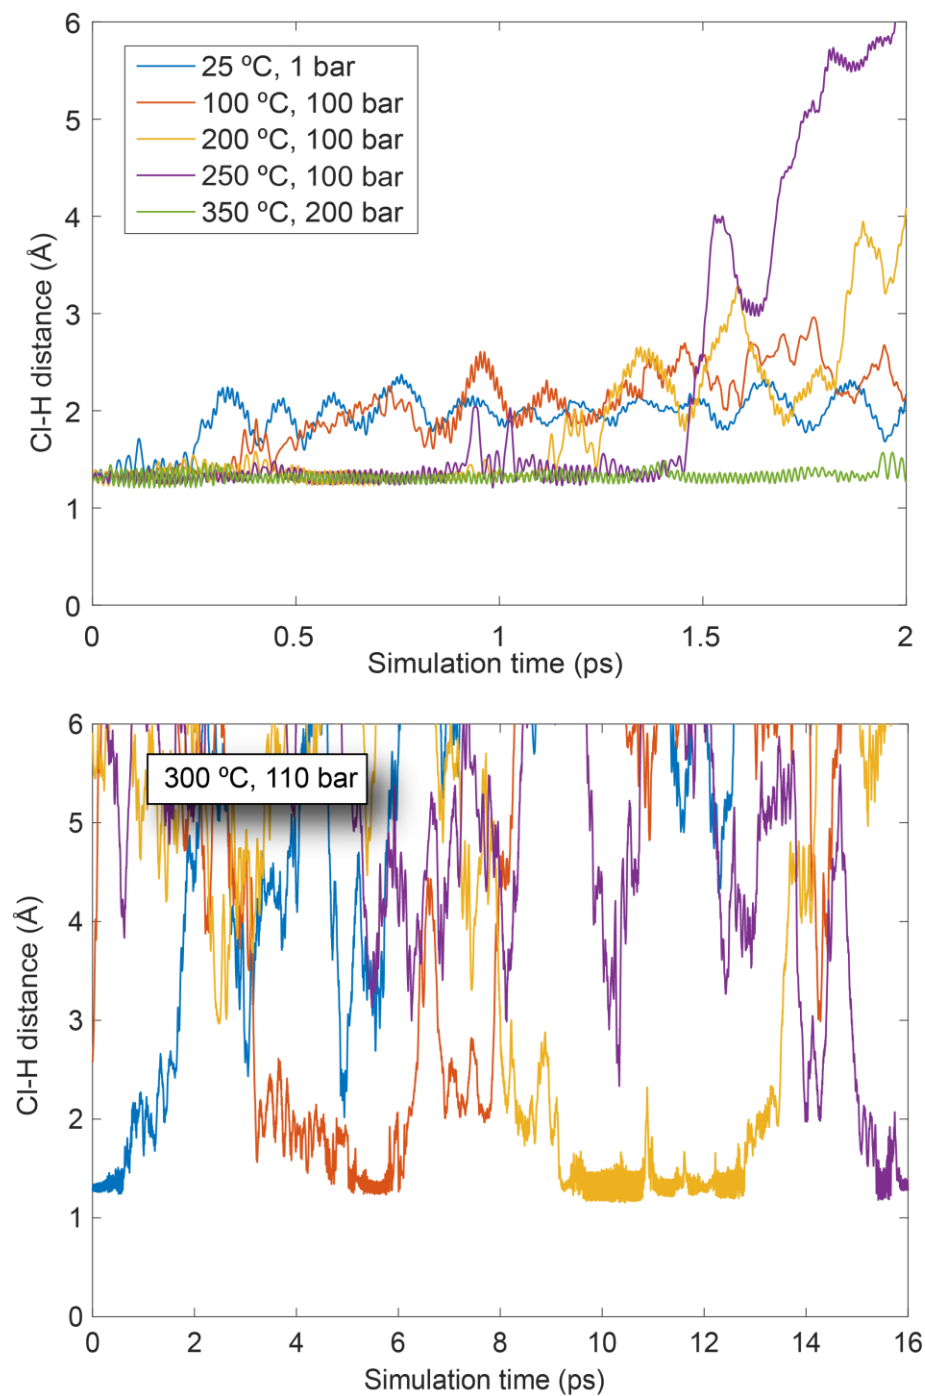 6
5
4
3
2
1
0
Cl-H distance (Å)
25 ºC, 1 bar
100 ºC, 100 bar
200 ºC, 100 bar
250 ºC, 100 bar
350 ºC, 200 bar
0 0.5 1 1.5 2
Simulation time (ps)
6
5
4
3
2
1
0
Cl-H distance (Å)
300 ºC, 110 bar
0 2 4 6 8 10 12 14 16
Simulation time (ps)